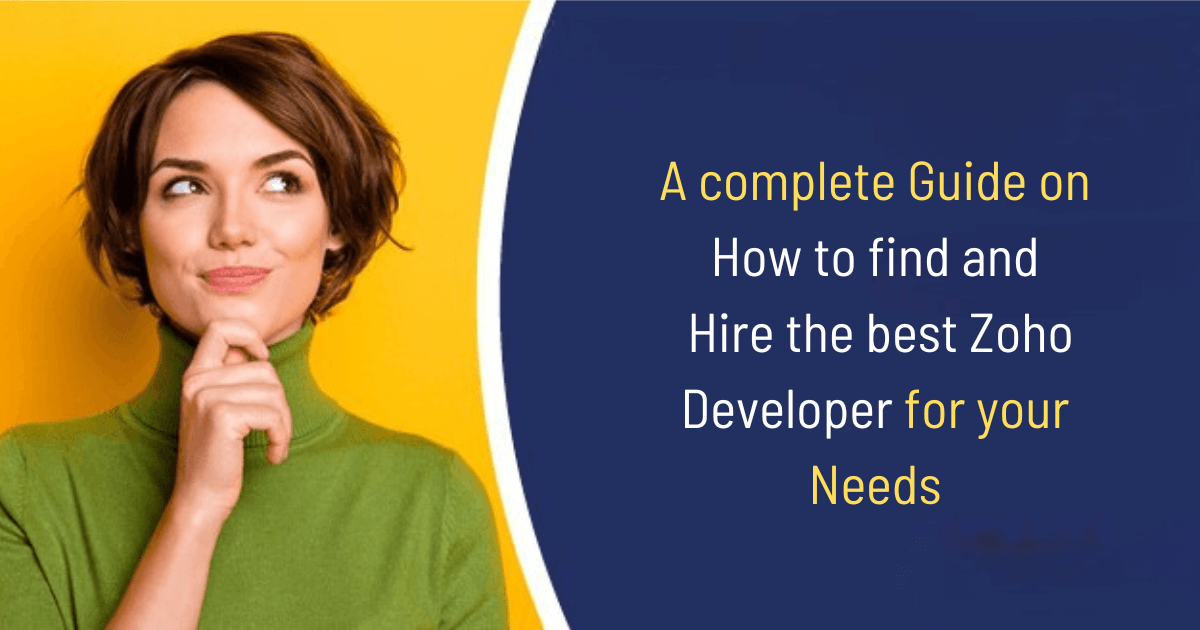 A complete Guide on
How to find and
Hire the best Zoho
Developer for your
Needs